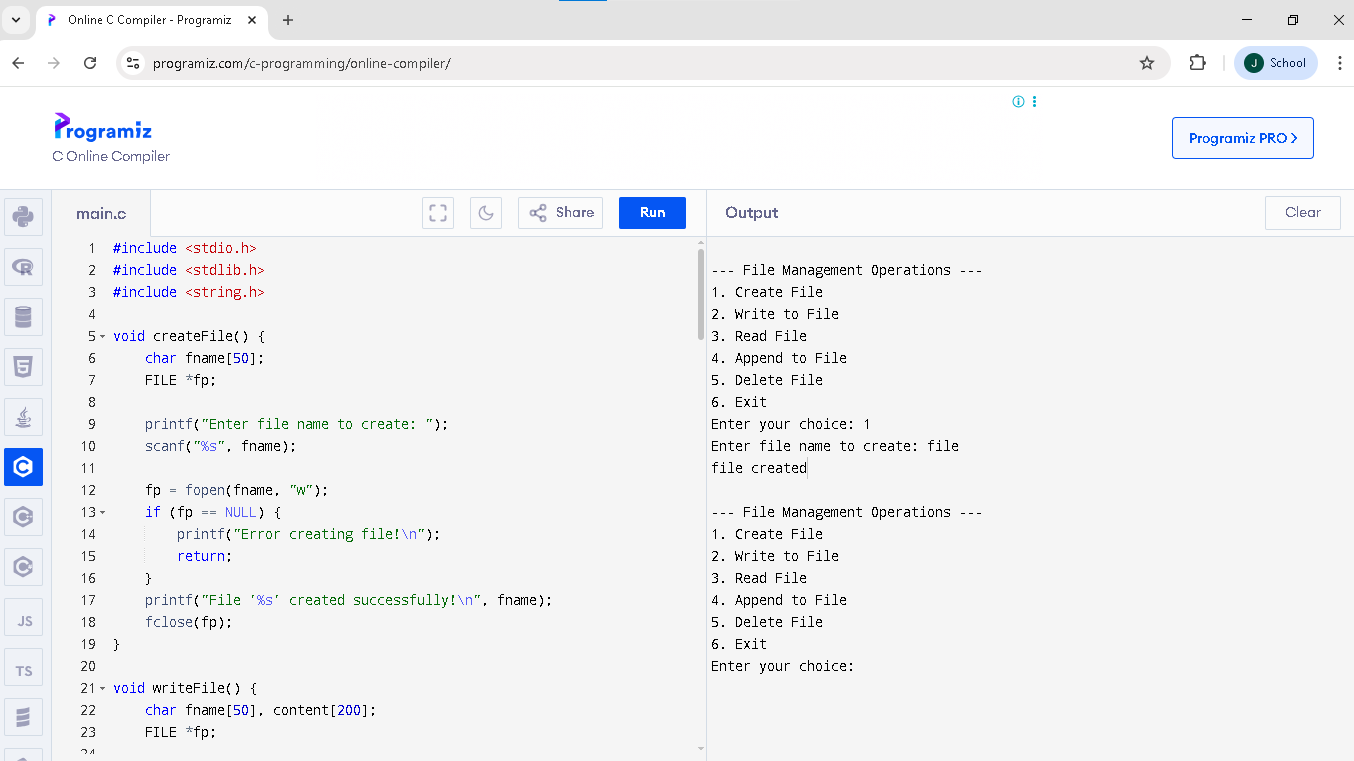 Online C Compiler - Programiz
programiz.com/c-programming/online-compiler/
J School
Programiz
C Online Compiler
Programiz PRO >
main.c
Share
Run
Output
Clear
JS
TS
1 #include <stdio.h>
2 #include <stdlib.h>
3 #include <string.h>
4
5 void createFile() {
6 char fname[50];
7 FILE *fp;
8
9 printf("Enter file name to create: ");
10 scanf("%s", fname);
11
12 fp = fopen(fname, "w");
13 if (fp == NULL) {
14 printf("Error creating file!\n");
15 return;
16 }
17 printf("File '%s' created successfully!\n", fname);
18 fclose(fp);
19 }
20
21 void writeFile() {
22 char fname[50], content[200];
23 FILE *fp;
24
--- File Management Operations ---
1. Create File
2. Write to File
3. Read File
4. Append to File
5. Delete File
6. Exit
Enter your choice: 1
Enter file name to create: file
file created
--- File Management Operations ---
1. Create File
2. Write to File
3. Read File
4. Append to File
5. Delete File
6. Exit
Enter your choice: